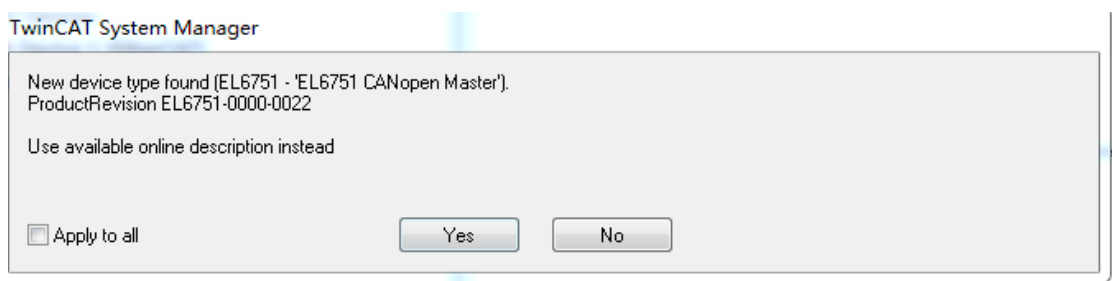 TwinCAT System Manager
New device type found (EL6751 - 'EL6751 CANopen Master').
ProductRevision EL6751-0000-0022
Use available online description instead
Apply to all
Yes
No